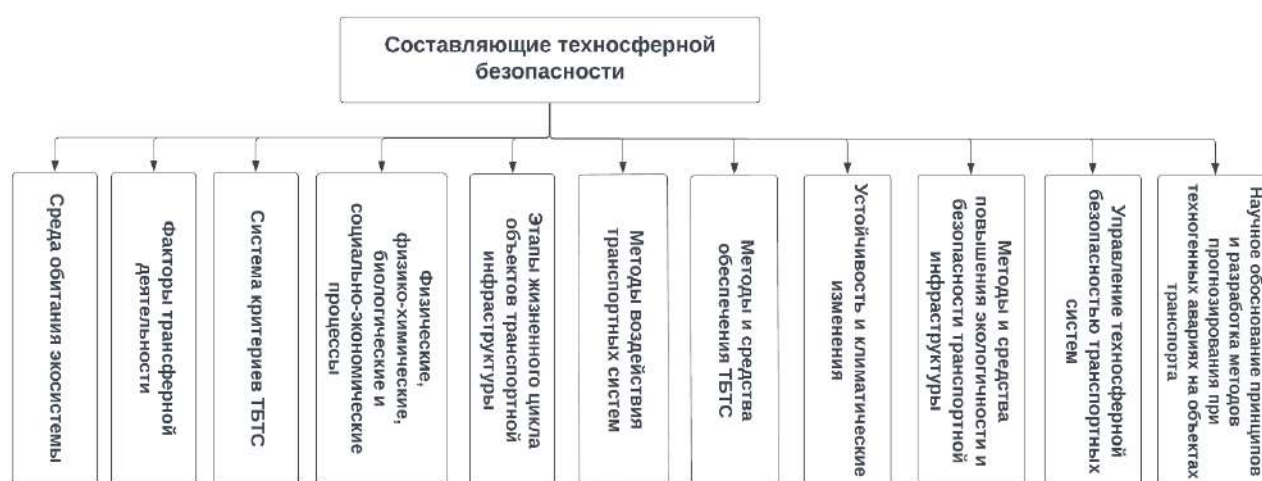 Составляющие техносферной
безопасности
Среда обитания экосистемы
Факторы трансферной
деятельности
Система критериев ТБТС
Физические,
физико-химические,
биологические и
социально-экономические
процессы
Этапы жизненного цикла
объектов транспортной
инфраструктуры
Методы воздействия
транспортных систем
Методы и средства
обеспечения ТБТС
Устойчивость и климатические
изменения
Методы и средства
повышения экологичности и
безопасности транспортной
инфраструктуры
Управление техносферной
безопасностью транспортных
систем
Научное обоснование принципов
и разработка методов
прогнозирования при
техногенных авариях на объектах
транспорта